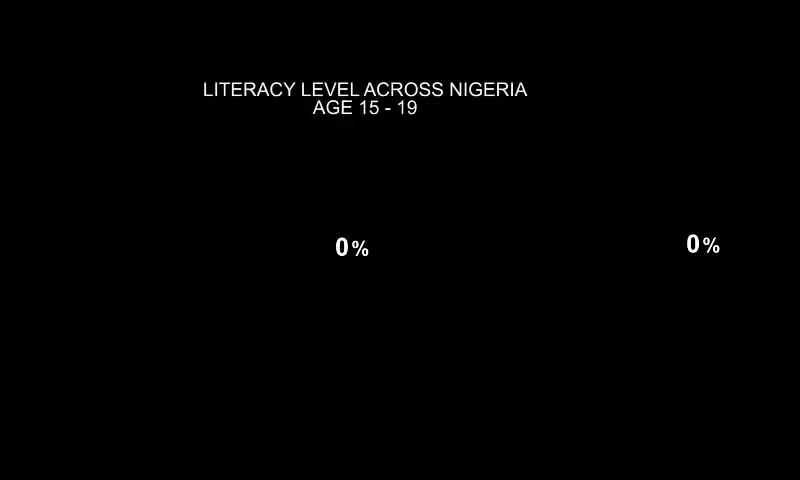 LITERACY LEVEL ACROSS NIGERIA
AGE 15 - 19
0% 0%